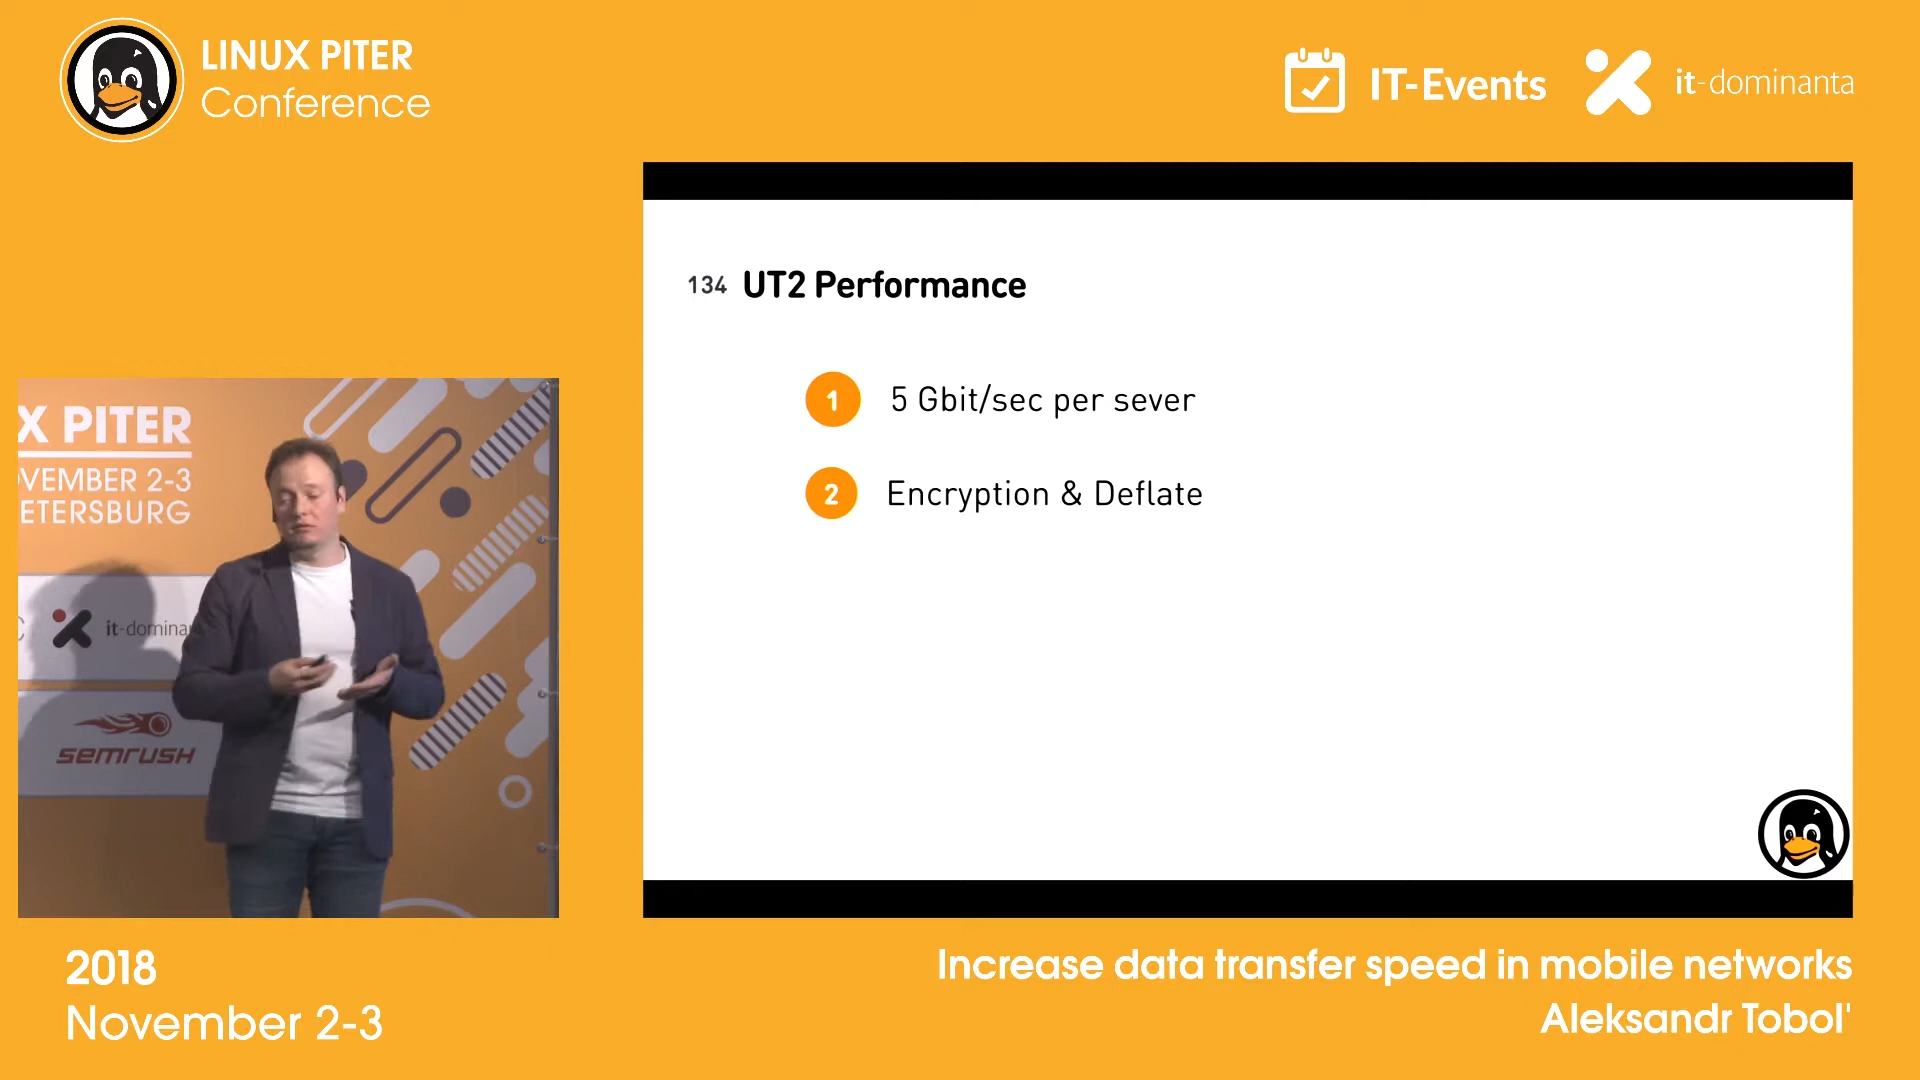 LINUX PITER
Conference
IT-Events
it-dominanta
134 UT2 Performance
1 5 Gbit/sec per sever
2 Encryption & Deflate
X PITER
VEMBER 2-3
ETERSBURG
it-domina
semrush
2018
November 2-3
Increase data transfer speed in mobile networks
Aleksandr Tobol'